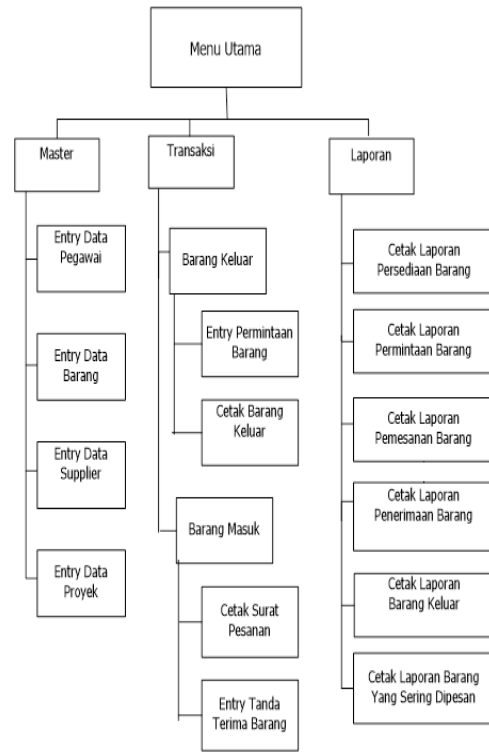 Menu Utama
Master
Transaksi
Laporan
Entry Data
Pegawai
Entry Data
Barang
Entry Data
Supplier
Entry Data
Proyek
Barang Keluar
Entry Permintaan
Barang
Cetak Barang
Keluar
Barang Masuk
Cetak Surat
Pesanan
Entry Tanda
Terima Barang
Cetak Laporan
Persediaan Barang
Cetak Laporan
Permintaan Barang
Cetak Laporan
Pemesanan Barang
Cetak Laporan
Penerimaan Barang
Cetak Laporan
Barang Keluar
Cetak Laporan Barang
Yang Sering Dipesan